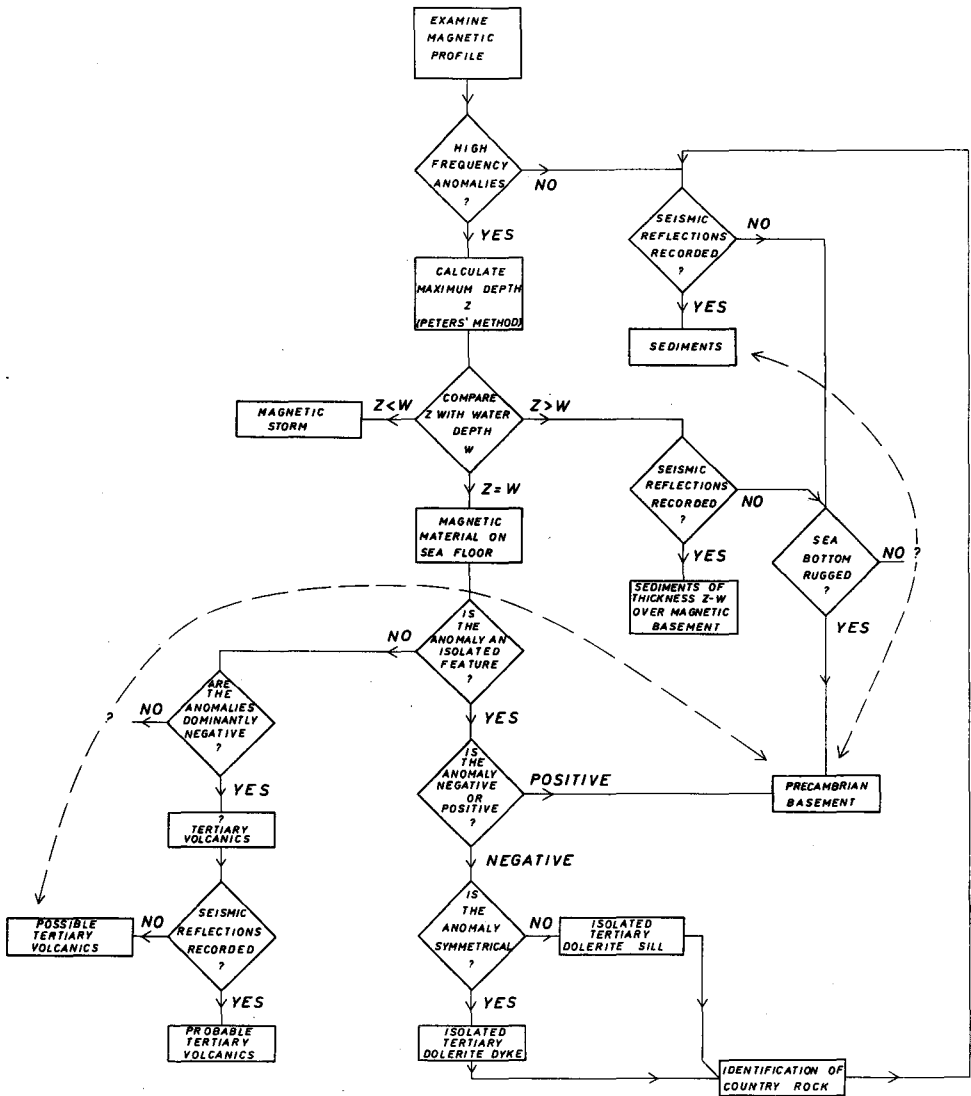 EXAMINE
MAGNETIC
PROFILE
HIGH
FREQUENCY
ANOMALIES
?
NO
YES
SEISMIC
REFLECTIONS
RECORDED
?
NO
YES
SEDIMENTS
CALCULATE
MAXIMUM DEPTH
Z
(PETERS' METHOD)
COMPARE
Z WITH WATER
DEPTH
W
Z<W
MAGNETIC
STORM
Z>W
Z=W
SEISMIC
REFLECTIONS
RECORDED
?
NO
YES
SEDIMENTS OF
THICKNESS Z-W
OVER MAGNETIC
BASEMENT
SEA
BOTTOM
RUGGED
?
NO ?
YES
MAGNETIC
MATERIAL ON
SEA FLOOR
IS
THE
ANOMALY AN
ISOLATED
FEATURE
?
NO
YES
ARE
THE
ANOMALIES
DOMINANTLY
NEGATIVE
?
NO
?
YES
?
TERTIARY
VOLCANICS
SEISMIC
REFLECTIONS
RECORDED
?
NO
POSSIBLE
TERTIARY
VOLCANICS
YES
PROBABLE
TERTIARY
VOLCANICS
IS
THE
ANOMALY
NEGATIVE
OR
POSITIVE
?
POSITIVE
PRECAMBRIAN
BASEMENT
NEGATIVE
IS
THE
ANOMALY
SYMMETRICAL
?
NO
ISOLATED
TERTIARY
DOLERITE SILL
YES
ISOLATED
TERTIARY
DOLERITE DYKE
IDENTIFICATION OF
COUNTRY ROCK